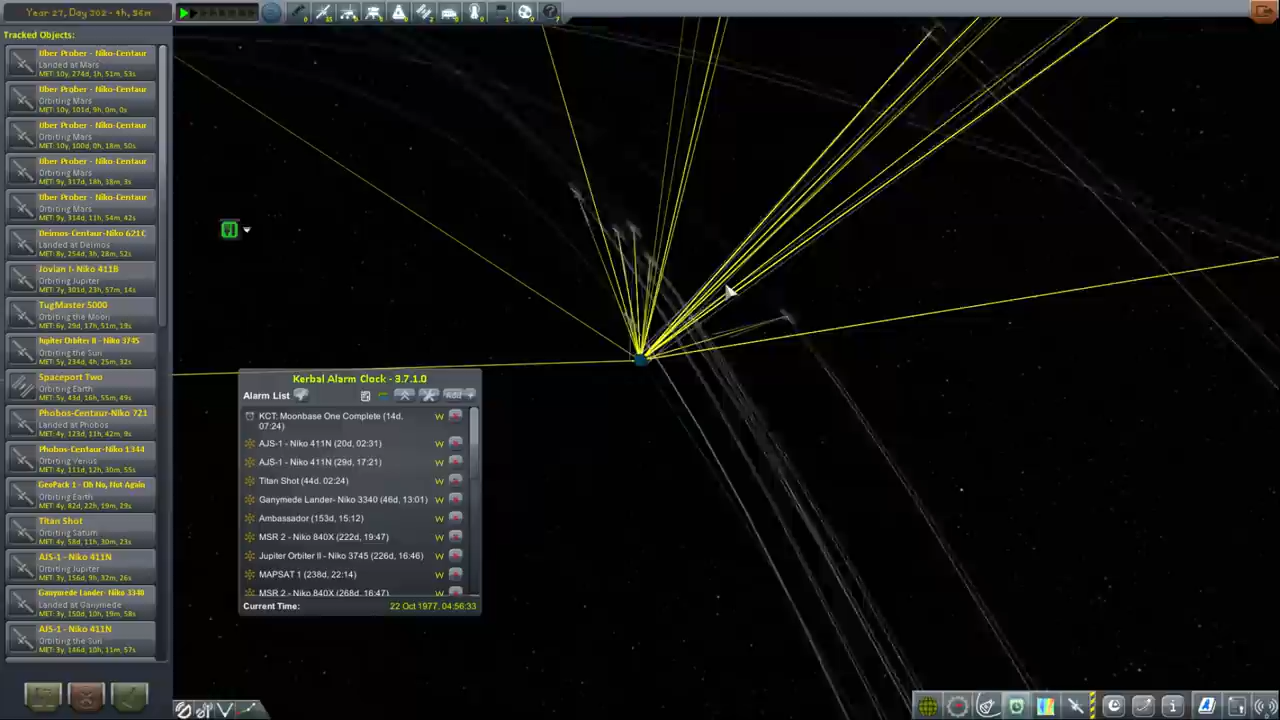 Year 27, Day 302 - 4h, 56m
Tracked Objects:
Uber Prober - Niko-Centaur
Landed at Mars
MET: 10y, 274d, 1h, 51m, 53s
Uber Prober - Niko-Centaur
Orbiting Mars
MET: 10y, 101d, 9h, 0m, 0s
Uber Prober - Niko-Centaur
Orbiting Mars
MET: 10y, 100d, 0h, 18m, 50s
Uber Prober - Niko-Centaur
Orbiting Mars
MET: 9y, 317d, 18h, 38m, 3s
Uber Prober - Niko-Centaur
Orbiting Mars
MET: 9y, 314d, 11h, 54m, 42s
Deimos-Centaur-Niko 621C
Landed at Deimos
MET: 8y, 254d, 3h, 28m, 52s
Jovian I- Niko 411B
Orbiting Jupiter
MET: 7y, 301d, 23h, 57m, 14s
TugMaster 5000
Orbiting the Moon
MET: 6y, 29d, 17h, 51m, 19s
Jupiter Orbiter II - Niko 3745
Orbiting the Sun
MET: 5y, 234d, 4h, 25m, 32s
Spaceport Two
Orbiting Earth
MET: 5y, 43d, 16h, 55m, 49s
Phobos-Centaur-Niko 721
Landed at Phobos
MET: 4y, 123d, 11h, 42m, 9s
Phobos-Centaur-Niko 1344
Orbiting Venus
MET: 4y, 111d, 12h, 30m, 55s
GeoPack 1 - Oh No, Not Again
Orbiting Earth
MET: 4y, 82d, 22h, 19m, 29s
Titan Shot
Orbiting Saturn
MET: 4y, 58d, 11h, 30m, 23s
AJS-1 - Niko 411N
Orbiting Jupiter
MET: 3y, 156d, 9h, 32m, 26s
Ganymede Lander- Niko 3340
Landed at Ganymede
MET: 3y, 150d, 10h, 19m, 58s
AJS-1 - Niko 411N
Orbiting the Sun
MET: 3y, 146d, 10h, 11m, 57s
Kerbal Alarm Clock - 3.7.1.0
Alarm List
Add
KCT: Moonbase One Complete (14d,
07:24)
W
AJS-1 - Niko 411N (20d, 02:31) W
AJS-1 - Niko 411N (29d, 17:21) W
Titan Shot (44d, 02:24) W
Ganymede Lander- Niko 3340 (46d, 13:01) W
Ambassador (153d, 15:12) W
MSR 2 - Niko 840X (222d, 19:47) W
Jupiter Orbiter II - Niko 3745 (226d, 16:46) W
MAPSAT 1 (238d, 22:14) W
MSR 2 - Niko 840X (268d, 16:47) W
Current Time: 22 Oct 1977, 04:56:33